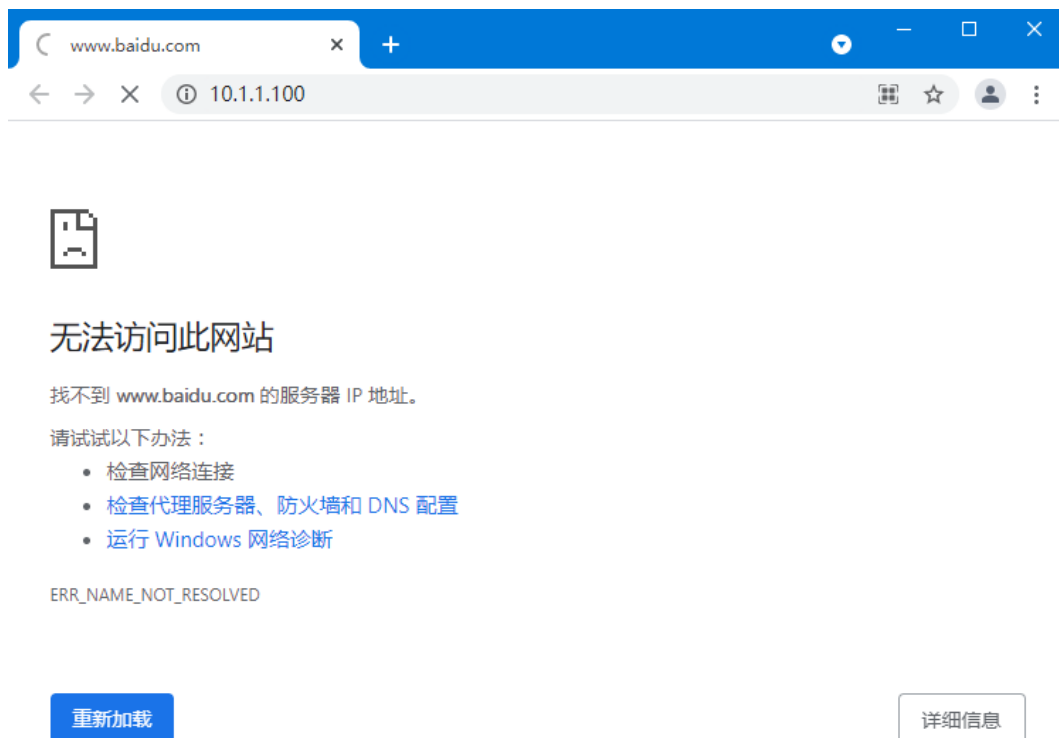 www.baidu.com
10.1.1.100
无法访问此网站
找不到 www.baidu.com 的服务器 IP 地址。
请试试以下办法：
检查网络连接
检查代理服务器、防火墙和 DNS 配置
运行 Windows 网络诊断
ERR_NAME_NOT_RESOLVED
重新加载
详细信息